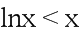 lnx < x